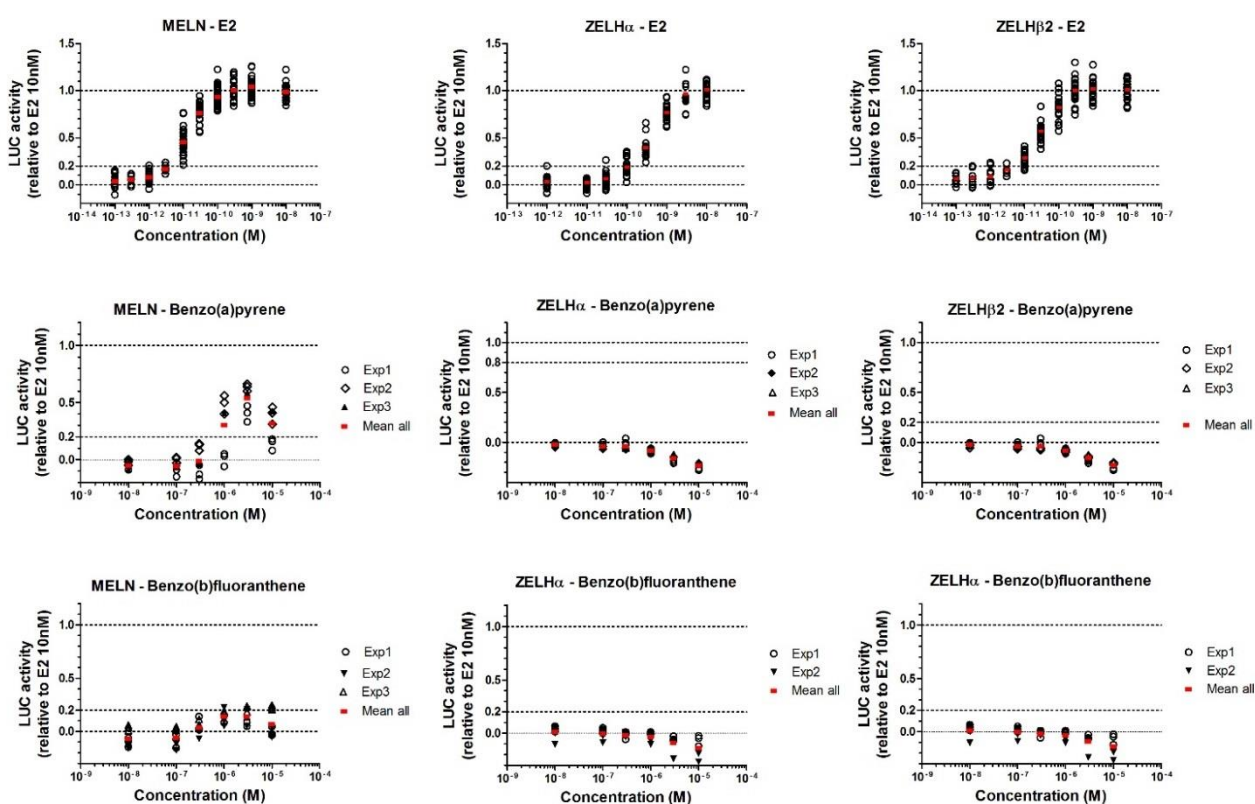 MELN - E2
LUC activity
(relative to E2 10nM)
1.5
1.0
0.5
0.2
0.0
10-14 10-13 10-12 10-11 10-10 10-9 10-8 10-7
Concentration (M)
ZELHα - E2
LUC activity
(relative to E2 10nM)
1.5
1.0
0.5
0.2
0.0
10-13 10-12 10-11 10-10 10-9 10-8 10-7
Concentration (M)
ZELHβ2 - E2
LUC activity
(relative to E2 10nM)
1.5
1.0
0.5
0.2
0.0
10-14 10-13 10-12 10-11 10-10 10-9 10-8 10-7
Concentration (M)
MELN - Benzo(a)pyrene
LUC activity
(relative to E2 10nM)
1.0
0.5
0.2
0.0
10-9 10-8 10-7 10-6 10-5 10-4
Concentration (M)
Exp1
Exp2
Exp3
Mean all
ZELHα - Benzo(a)pyrene
LUC activity
(relative to E2 10nM)
1.0
0.8
0.5
0.0
10-9 10-8 10-7 10-6 10-5 10-4
Concentration (M)
Exp1
Exp2
Exp3
Mean all
ZELHβ2 - Benzo(a)pyrene
LUC activity
(relative to E2 10nM)
1.0
0.5
0.2
0.0
10-9 10-8 10-7 10-6 10-5 10-4
Concentration (M)
Exp1
Exp2
Exp3
Mean all
MELN - Benzo(b)fluoranthene
LUC activity
(relative to E2 10nM)
1.0
0.5
0.2
0.0
10-9 10-8 10-7 10-6 10-5 10-4
Concentration (M)
Exp1
Exp2
Exp3
Mean all
ZELHα - Benzo(b)fluoranthene
LUC activity
(relative to E2 10nM)
1.0
0.5
0.2
0.0
10-9 10-8 10-7 10-6 10-5 10-4
Concentration (M)
Exp1
Exp2
Mean all
ZELHα - Benzo(b)fluoranthene
LUC activity
(relative to E2 10nM)
1.0
0.5
0.2
0.0
10-9 10-8 10-7 10-6 10-5 10-4
Concentration (M)
Exp1
Exp2
Mean all